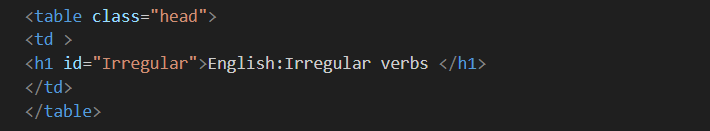 <table class="head">
<td >
<h1 id="Irregular">English:Irregular verbs </h1>
</td>
</table>